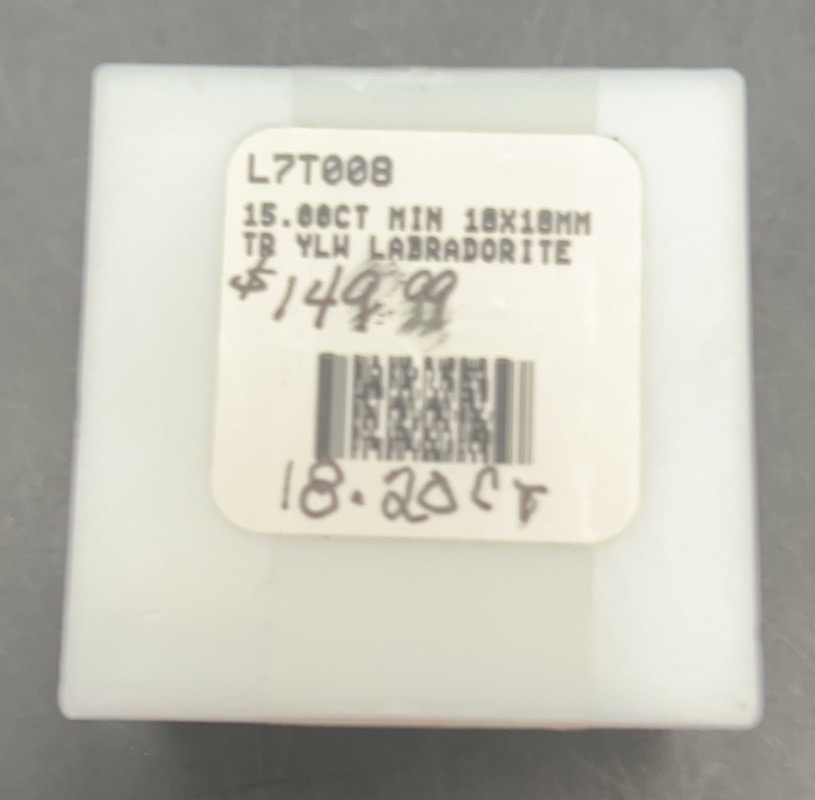 L7T008
15.00CT MIN 18X18MM
TR YLW LABRADORITE
$149.99
18.20Ct